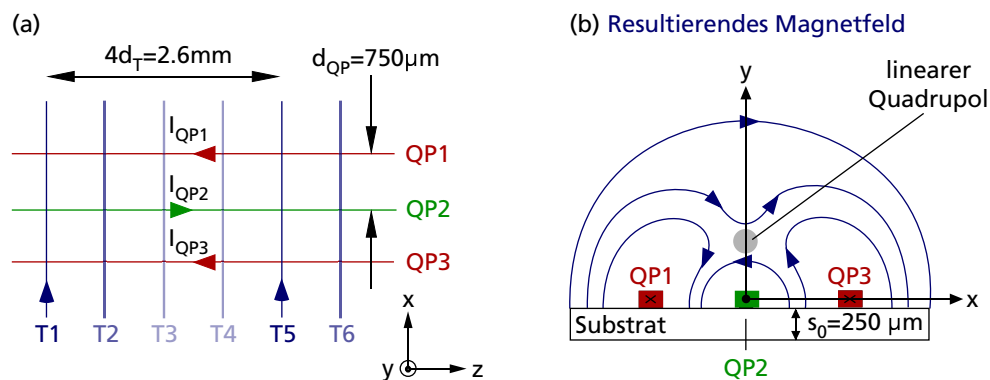 (a)
4d_T=2.6mm
d_QP=750μm
I_QP1
QP1
I_QP2
QP2
I_QP3
QP3
T1 T2 T3 T4 T5 T6
x
y
z
(b) Resultierendes Magnetfeld
y
linearer
Quadrupol
QP1
QP3
x
Substrat
s_0=250 μm
QP2